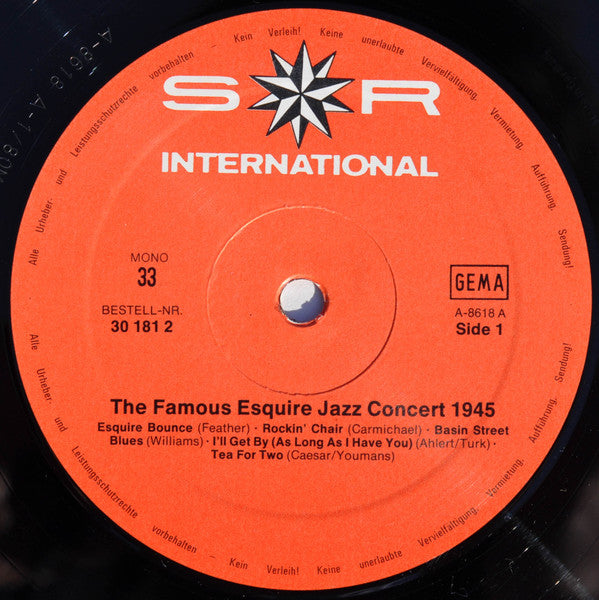 S R
INTERNATIONAL
MONO
33
BESTELL-NR.
30 181 2
GEMA
A-8618 A
Side 1
The Famous Esquire Jazz Concert 1945
Esquire Bounce (Feather) · Rockin' Chair (Carmichael) · Basin Street
Blues (Williams) · I'll Get By (As Long As I Have You) (Ahlert/Turk) ·
Tea For Two (Caesar/Youmans)
Alle Urheber- und Leistungsschutzrechte vorbehalten Kein Verleih! Keine unerlaubte Vervielfältigung, Vermietung, Aufführung, Sendung!
Alle Urheber- und Leistungsschutzrechte vorbehalten Kein Verleih! Keine unerlaubte Vervielfältigung, Vermietung, Aufführung, Sendung!
A-8618 A-1/80